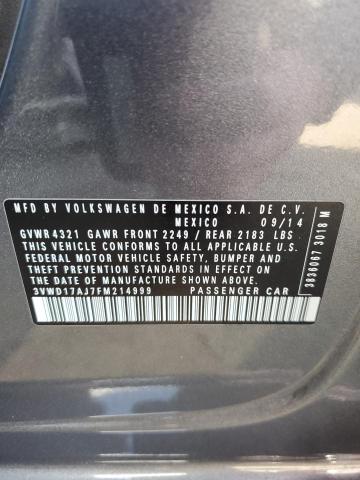 MFD BY VOLKSWAGEN DE MEXICO S.A. DE C.V.
MEXICO 09/14
GVWR 4321 GAWR FRONT 2249 / REAR 2183 LBS
THIS VEHICLE CONFORMS TO ALL APPLICABLE U.S.
FEDERAL MOTOR VEHICLE SAFETY, BUMPER AND
THEFT PREVENTION STANDARDS IN EFFECT ON
THE DATE OF MANUFACTURE SHOWN ABOVE.
3VWD17AJ7FM214999 PASSENGER CAR
3836067 3018 M